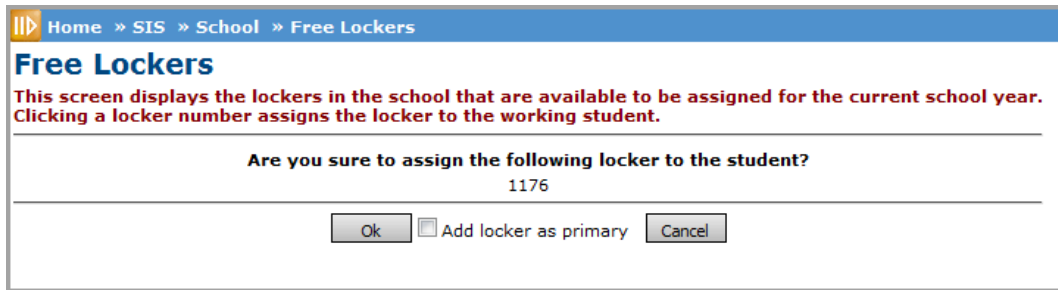 Home » SIS » School » Free Lockers
Free Lockers
This screen displays the lockers in the school that are available to be assigned for the current school year.
Clicking a locker number assigns the locker to the working student.
Are you sure to assign the following locker to the student?
1176
Ok Add locker as primary Cancel